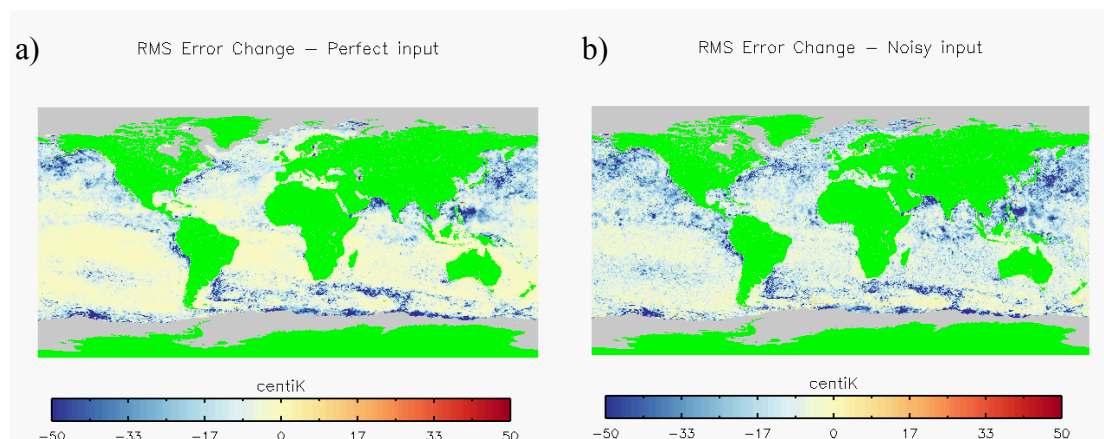 a)
RMS Error Change – Perfect input
centiK
-50 -33 -17 0 17 33 50
b)
RMS Error Change – Noisy input
centiK
-50 -33 -17 0 17 33 50